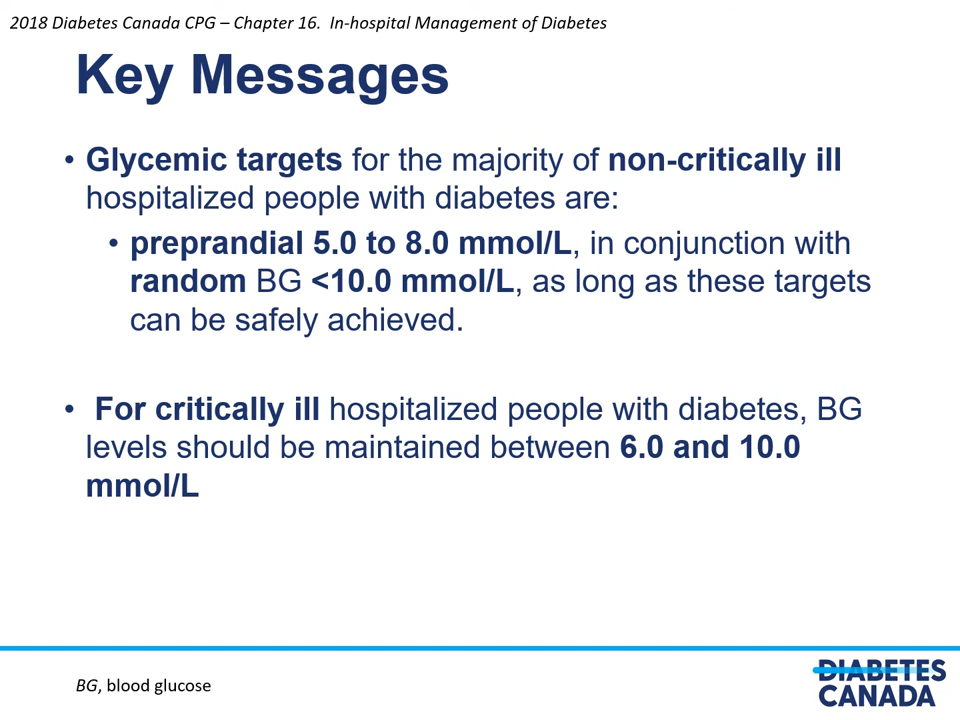 2018 Diabetes Canada CPG – Chapter 16. In-hospital Management of Diabetes
Key Messages
• Glycemic targets for the majority of non-critically ill
hospitalized people with diabetes are:
• preprandial 5.0 to 8.0 mmol/L, in conjunction with
random BG <10.0 mmol/L, as long as these targets
can be safely achieved.
• For critically ill hospitalized people with diabetes, BG
levels should be maintained between 6.0 and 10.0
mmol/L
BG, blood glucose
DIABETES
CANADA